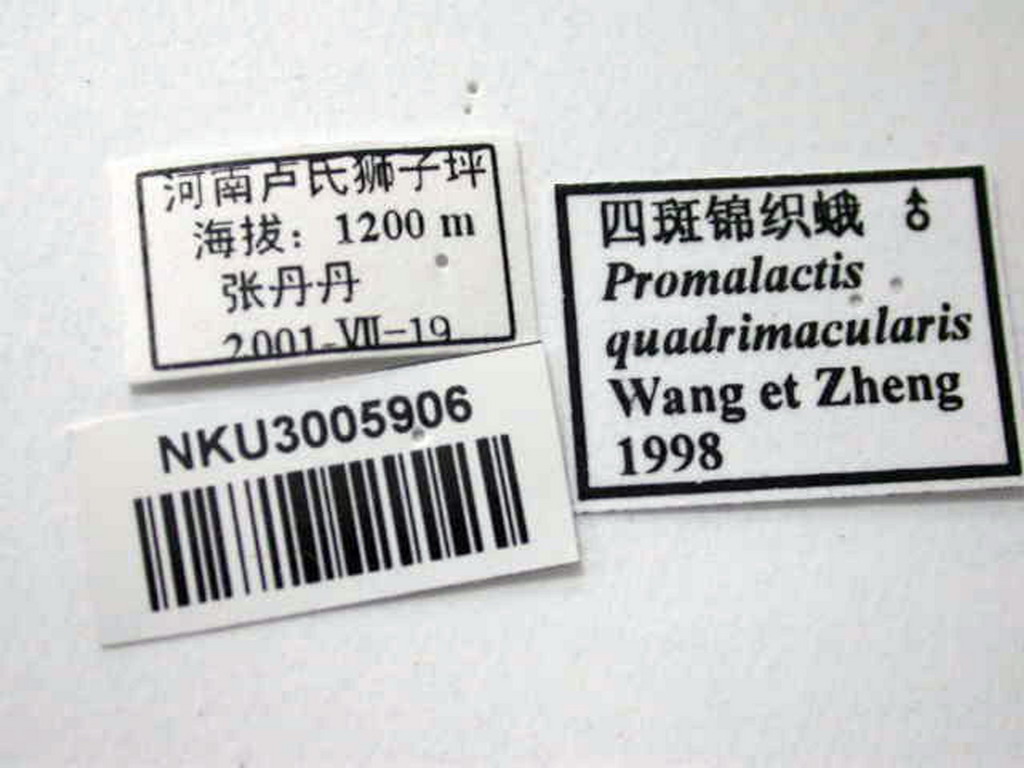 河南卢氏狮子坪
海拔：1200 m
张丹丹
2001-Ⅶ-19
NKU3005906
四斑锦织蛾 ♂
Promalactis
quadrimacularis
Wang et Zheng
1998